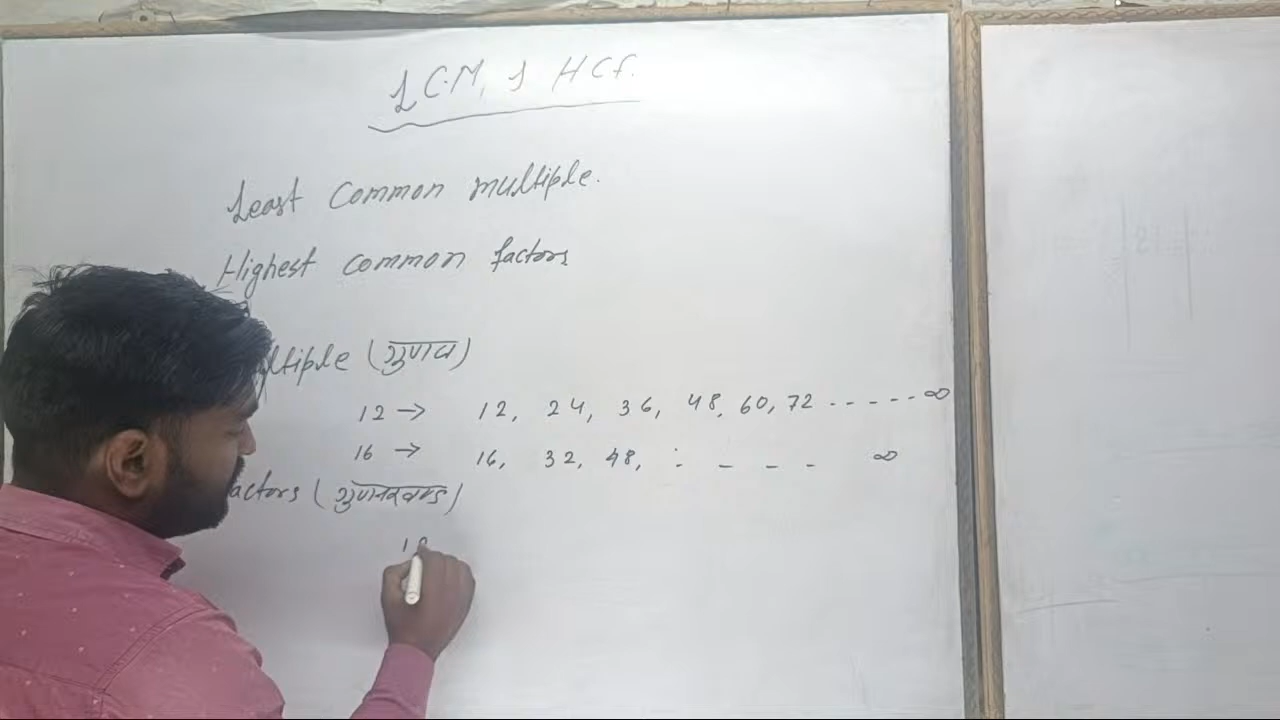 LCM, & HCf.
Least Common multiple.
Highest common factors
ltiple (गुणज)
12 → 12, 24, 36, 48, 60, 72 ------ ∞
16 → 16, 32, 48, - - - - ∞
actors (गुणनखण्ड)